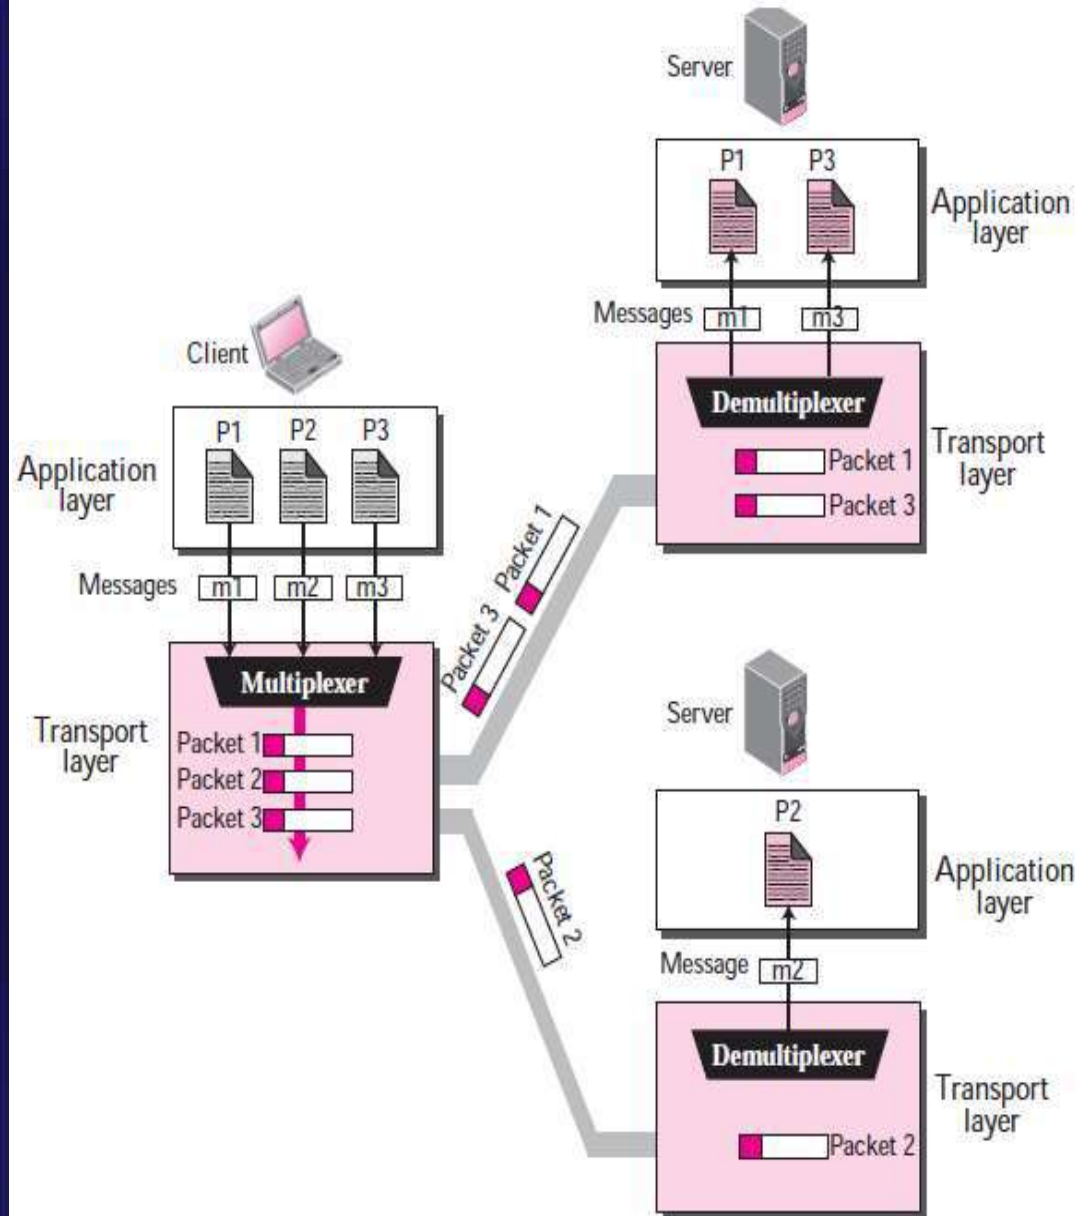 Server
P1 P3
Application
layer
Messages m1 m3
Demultiplexer
Transport
layer
Packet 1
Packet 3
Client
P1 P2 P3
Application
layer
Messages m1 m2 m3
Multiplexer
Transport
layer
Packet 1
Packet 2
Packet 3
Packet 1
Packet 3
Packet 2
Server
P2
Application
layer
Message m2
Demultiplexer
Transport
layer
Packet 2